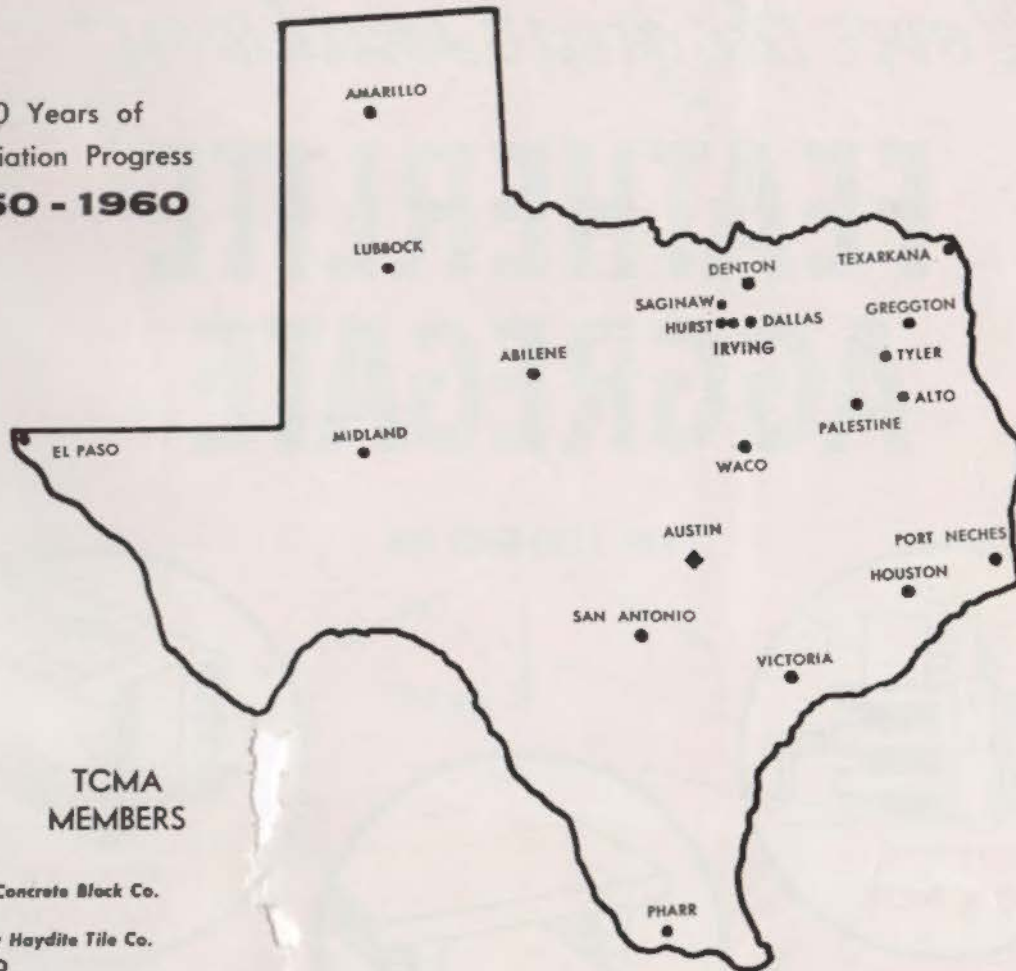 0 Years of
iation Progress
60 - 1960
AMARILLO
LUBBOCK
DENTON
TEXARKANA
SAGINAW
GREGGTON
HURST
DALLAS
IRVING
ABILENE
TYLER
ALTO
PALESTINE
EL PASO
MIDLAND
WACO
AUSTIN
PORT NECHES
HOUSTON
SAN ANTONIO
VICTORIA
PHARR
TCMA
MEMBERS
Concrete Block Co.
Haydite Tile Co.